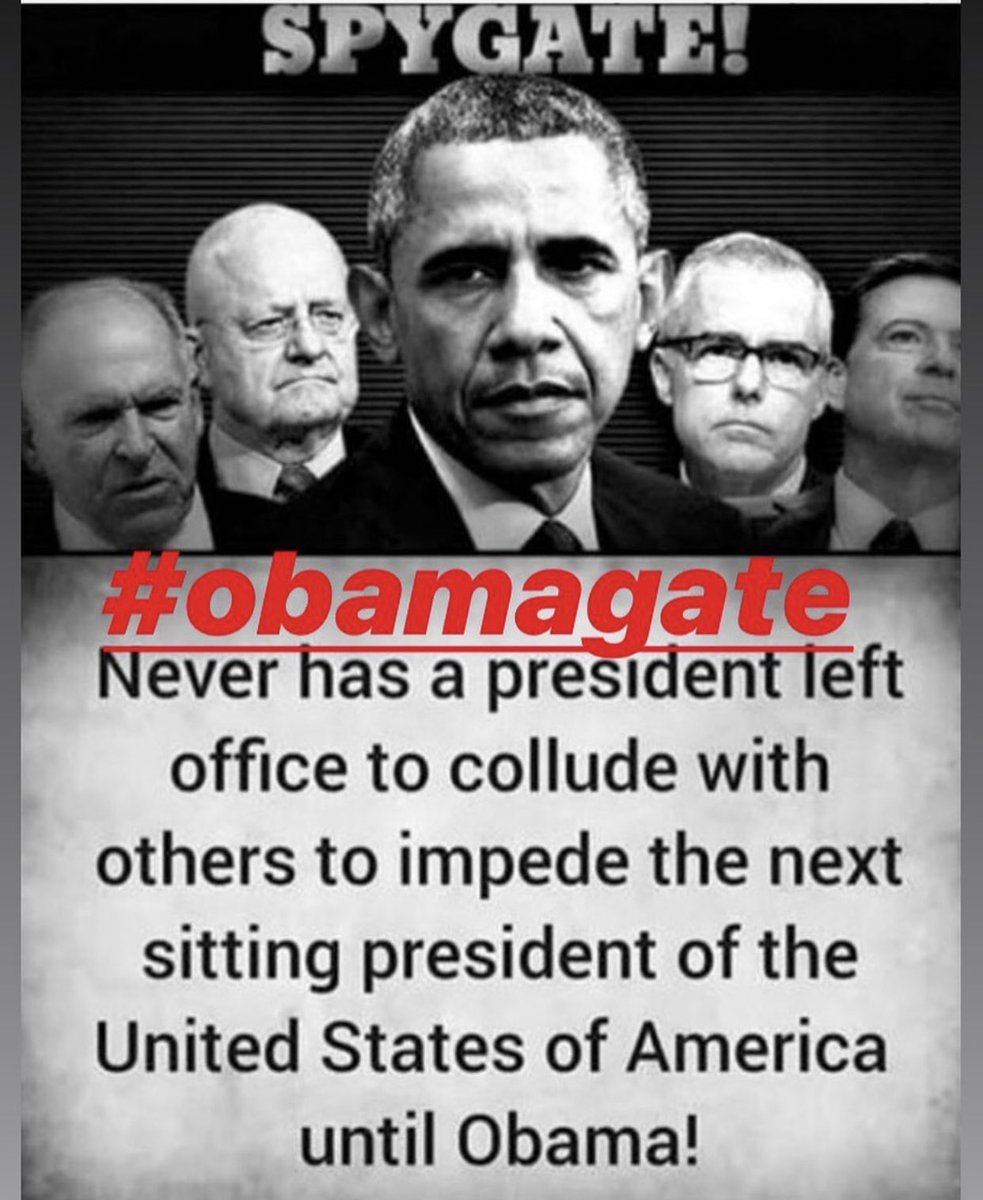 SPYGATE!
#obamagate
Never has a president left
office to collude with
others to impede the next
sitting president of the
United States of America
until Obama!